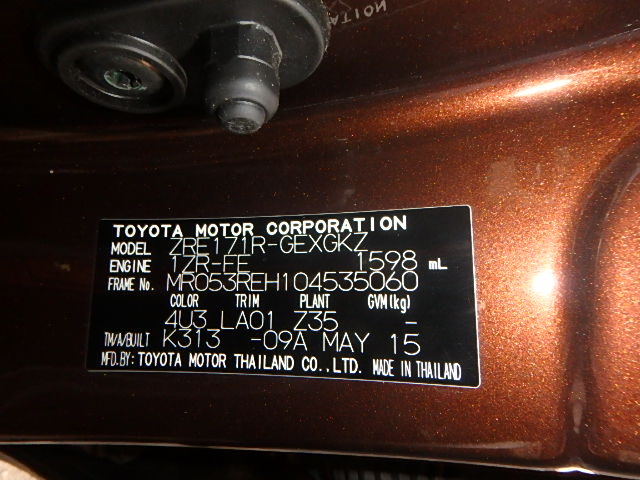 TOYOTA MOTOR CORPORATION
MODEL ZRE171R-GEXGKZ
ENGINE 1ZR-FE 1598 mL
FRAME No. MR053REH104535060
COLOR TRIM PLANT GVM(kg)
4U3 LA01 Z35 -
TM/A/BUILT K313 -09A MAY 15
MFD.BY: TOYOTA MOTOR THAILAND CO.,LTD. MADE IN THAILAND